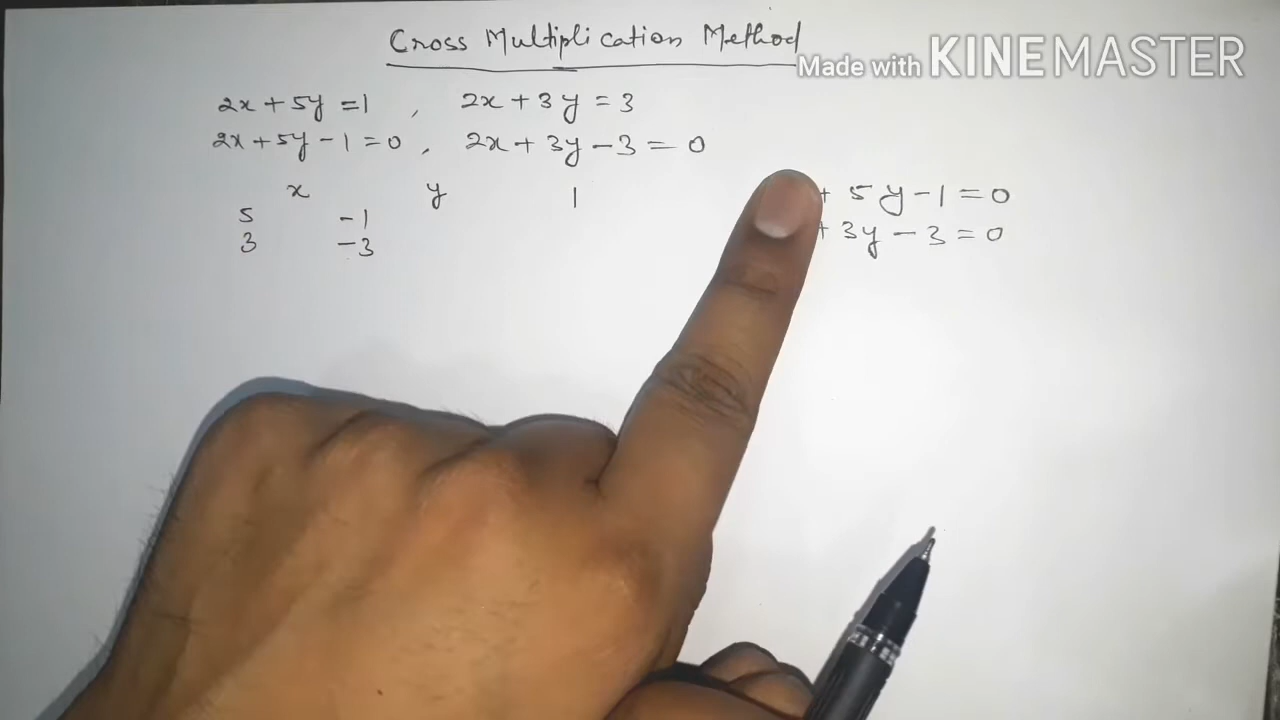 Cross Multiplication Method
Made with KINEMASTER
2x + 5y = 1 , 2x + 3y = 3
2x + 5y - 1 = 0 , 2x + 3y - 3 = 0
x y 1
5 -1
3 -3
+ 5y - 1 = 0
+ 3y - 3 = 0